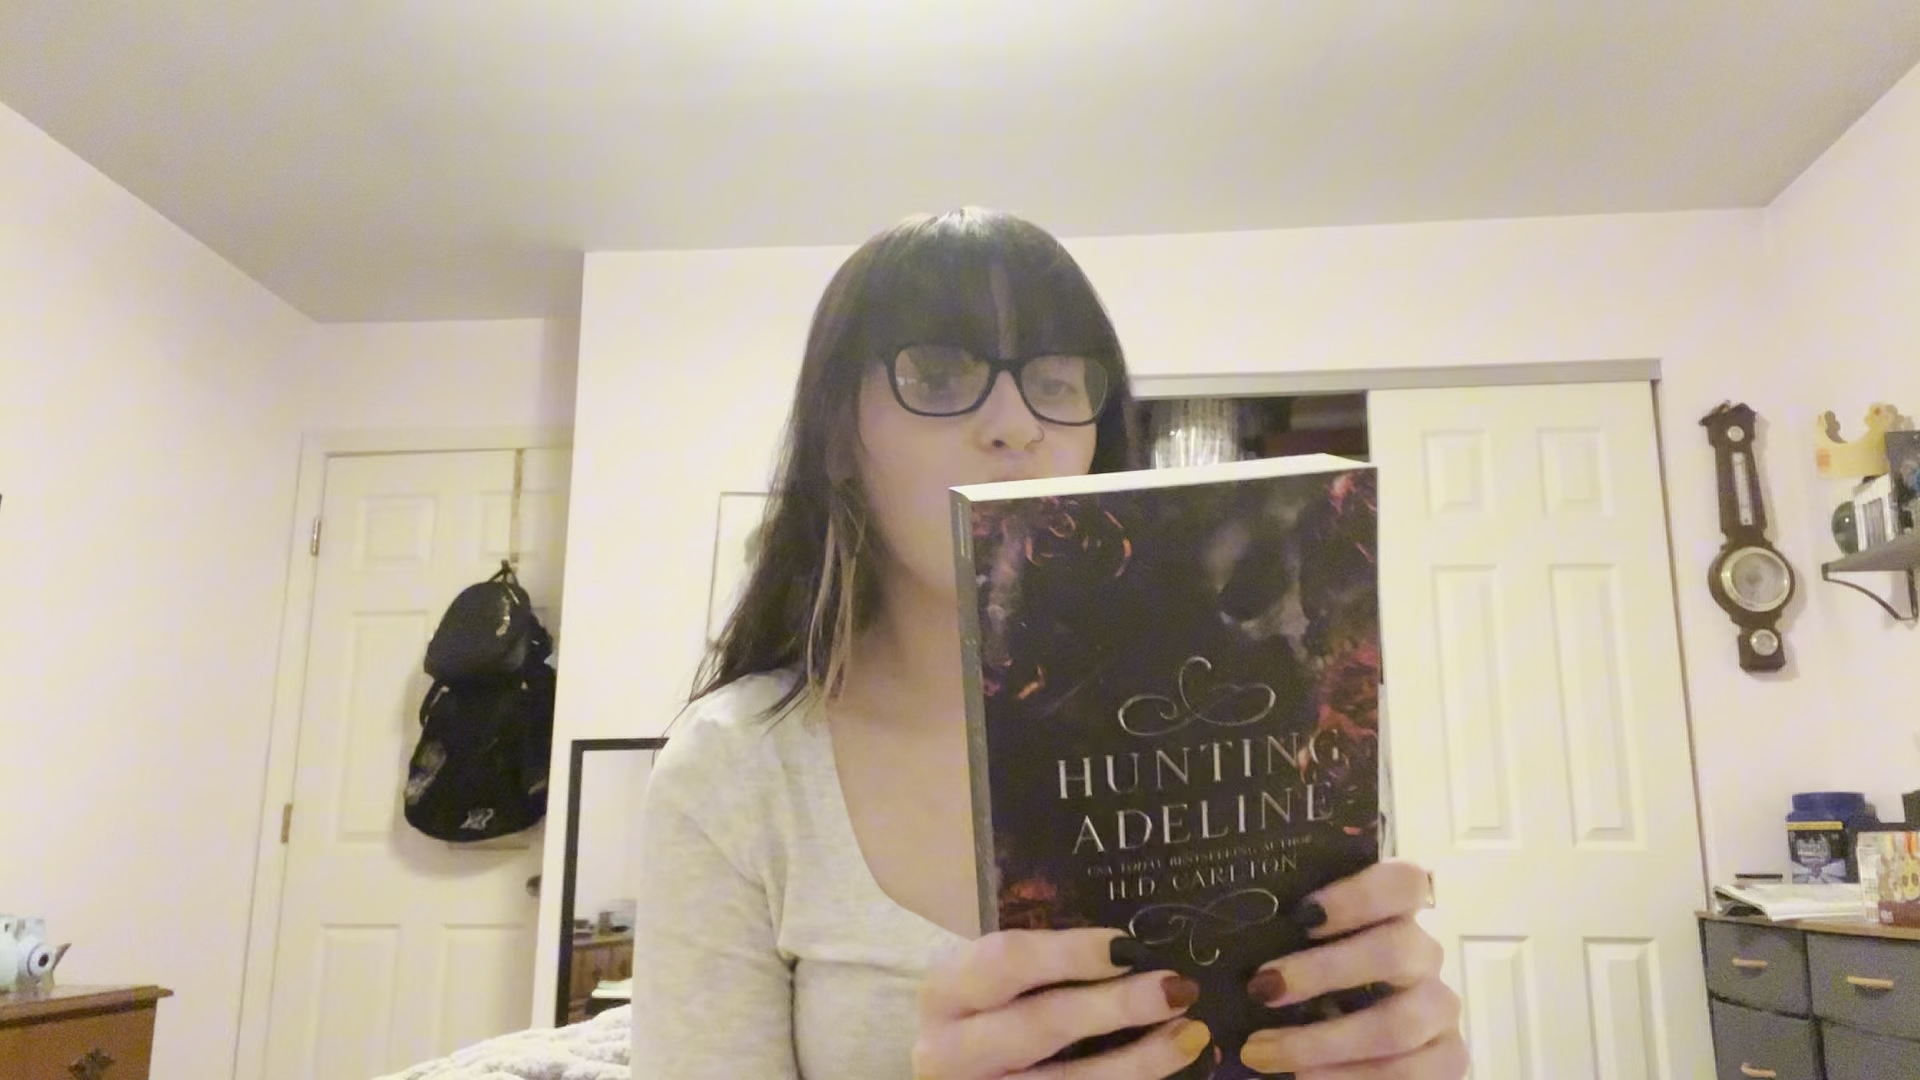 HUNTING
ADELINE
USA TODAY BESTSELLING AUTHOR
H.D. CARLTON